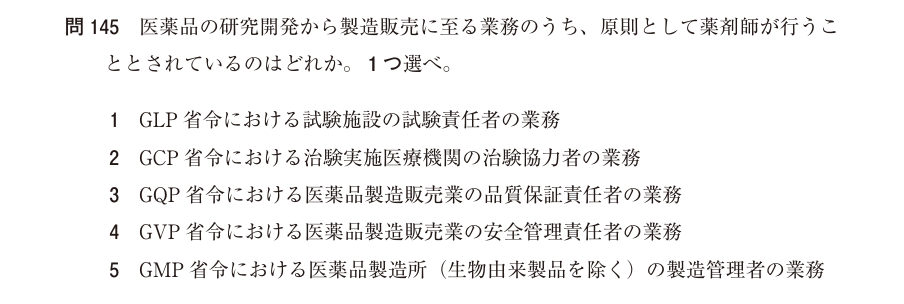 問 145　医薬品の研究開発から製造販売に至る業務のうち、原則として薬剤師が行うこ
ととされているのはどれか。1つ選べ。
1　GLP 省令における試験施設の試験責任者の業務
2　GCP 省令における治験実施医療機関の治験協力者の業務
3　GQP 省令における医薬品製造販売業の品質保証責任者の業務
4　GVP 省令における医薬品製造販売業の安全管理責任者の業務
5　GMP 省令における医薬品製造所（生物由来製品を除く）の製造管理者の業務